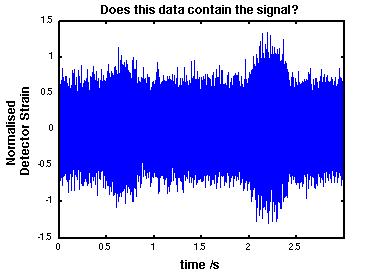 Does this data contain the signal?
1.5
1
0.5
0
-0.5
-1
-1.5
Normalised
Detector Strain
0 0.5 1 1.5 2 2.5
time /s